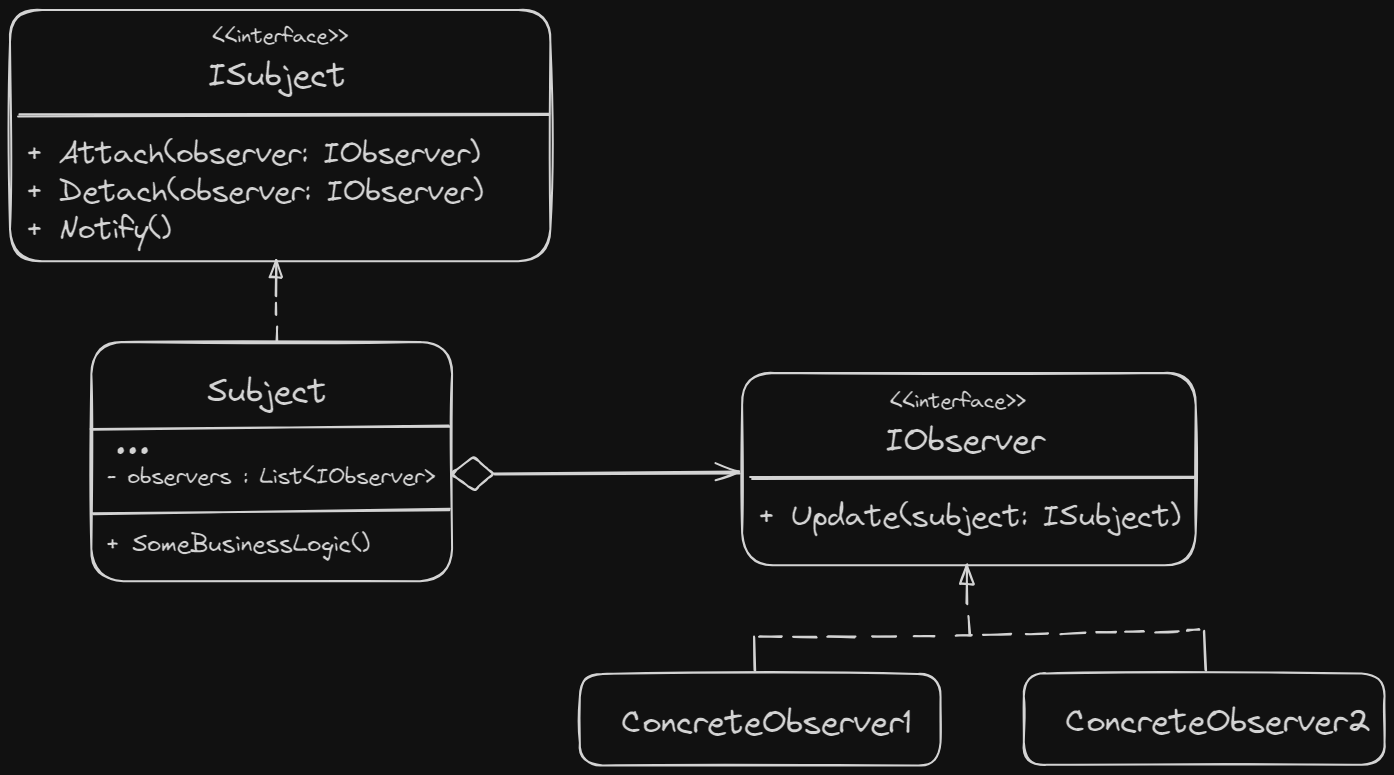 <<interface>>
ISubject
+ Attach(observer: IObserver)
+ Detach(observer: IObserver)
+ Notify()
Subject
...
- observers : List<IObserver>
+ SomeBusinessLogic()
<<interface>>
IObserver
+ Update(subject: ISubject)
ConcreteObserver1
ConcreteObserver2